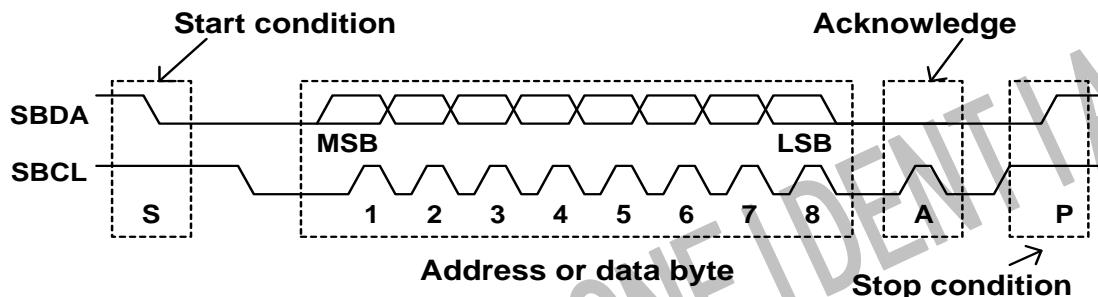 Start condition
Acknowledge
SBDA
MSB
LSB
SBCL
S
1 2 3 4 5 6 7 8
A
P
Address or data byte
Stop condition